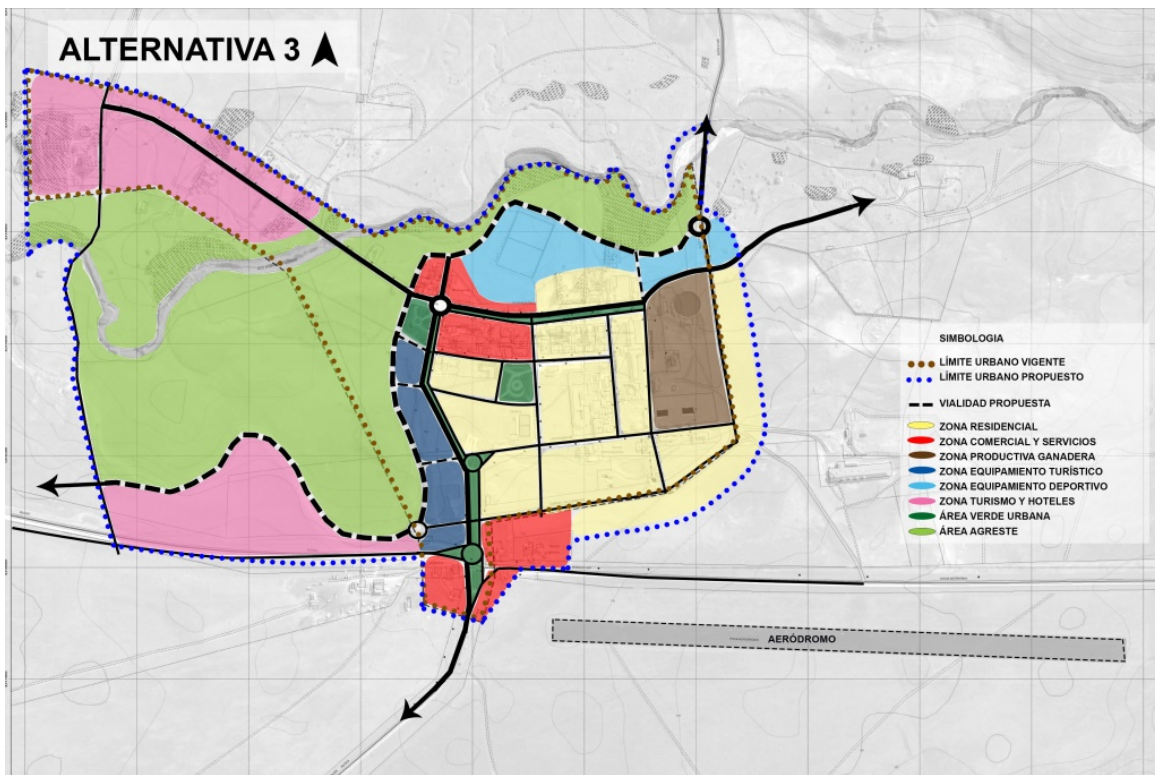 ALTERNATIVA 3
SIMBOLOGIA
LÍMITE URBANO VIGENTE
LÍMITE URBANO PROPUESTO
VIALIDAD PROPUESTA
ZONA RESIDENCIAL
ZONA COMERCIAL Y SERVICIOS
ZONA PRODUCTIVA GANADERA
ZONA EQUIPAMIENTO TURÍSTICO
ZONA EQUIPAMIENTO DEPORTIVO
ZONA TURISMO Y HOTELES
ÁREA VERDE URBANA
ÁREA AGRESTE
AERÓDROMO